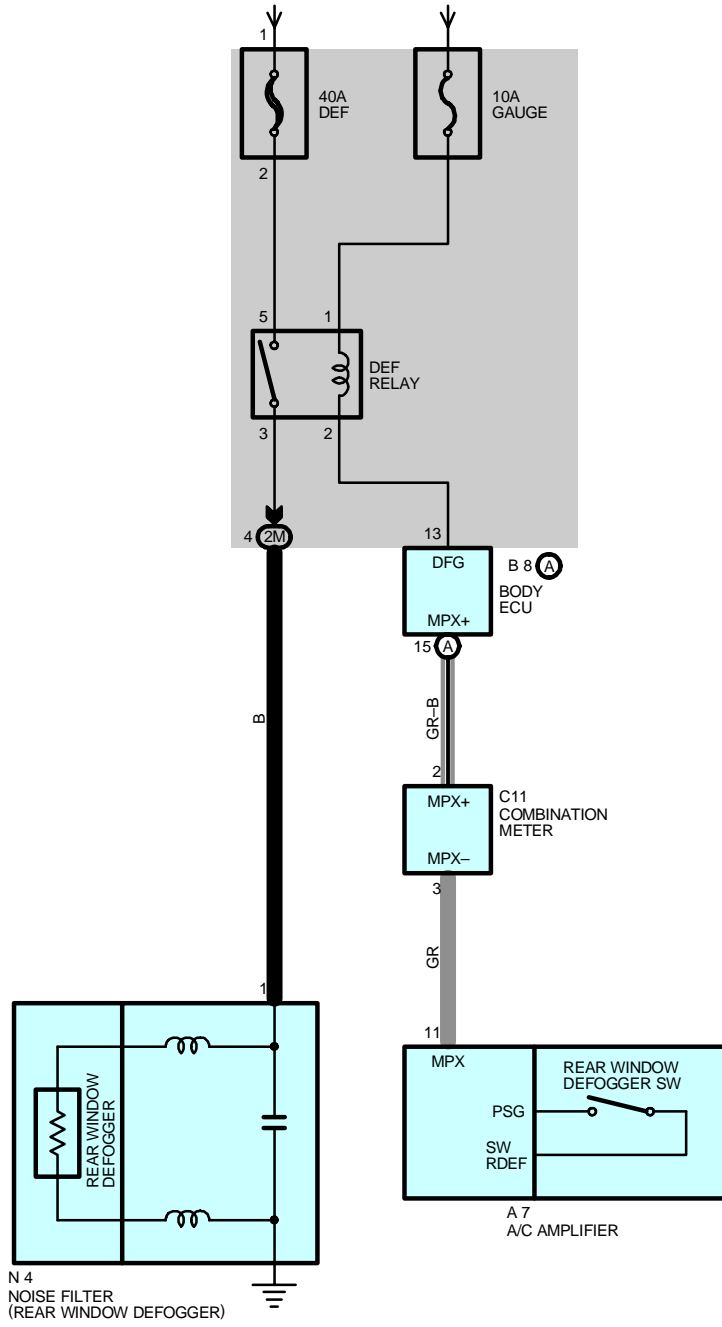 1
40A
DEF
10A
GAUGE
2
5
1
DEF
RELAY
3
2
4
2M
13
DFG
B 8
A
BODY
ECU
MPX+
15
A
B
GR–B
2
MPX+
C11
COMBINATION
METER
MPX–
3
GR
1
11
MPX
REAR WINDOW
DEFOGGER SW
PSG
SW
RDEF
REAR WINDOW
DEFOGGER
A 7
A/C AMPLIFIER
N 4
NOISE FILTER
(REAR WINDOW DEFOGGER)